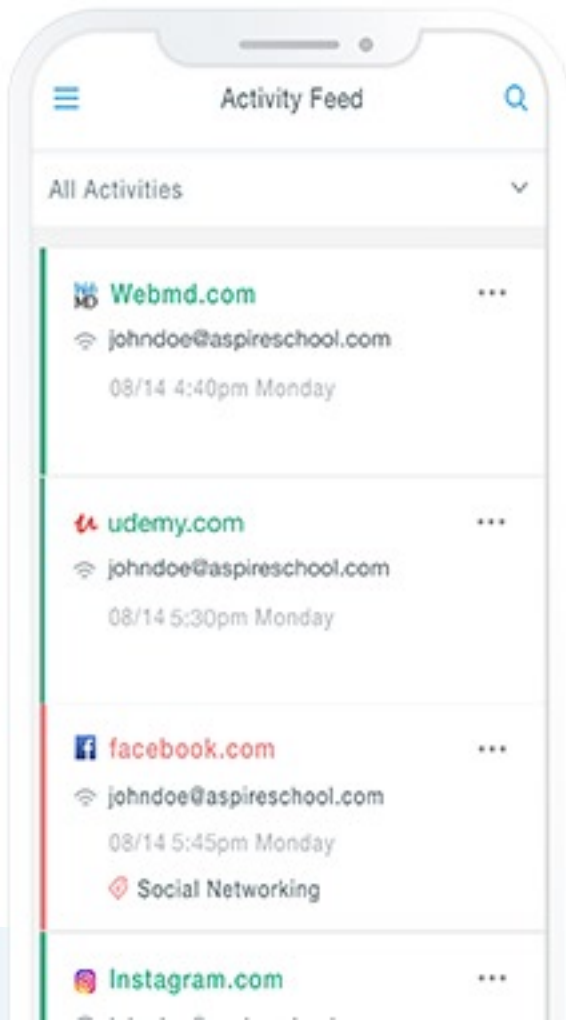 Activity Feed
All Activities
Webmd.com
johndoe@aspireschool.com
08/14 4:40pm Monday
udemy.com
johndoe@aspireschool.com
08/14 5:30pm Monday
facebook.com
johndoe@aspireschool.com
08/14 5:45pm Monday
Social Networking
Instagram.com